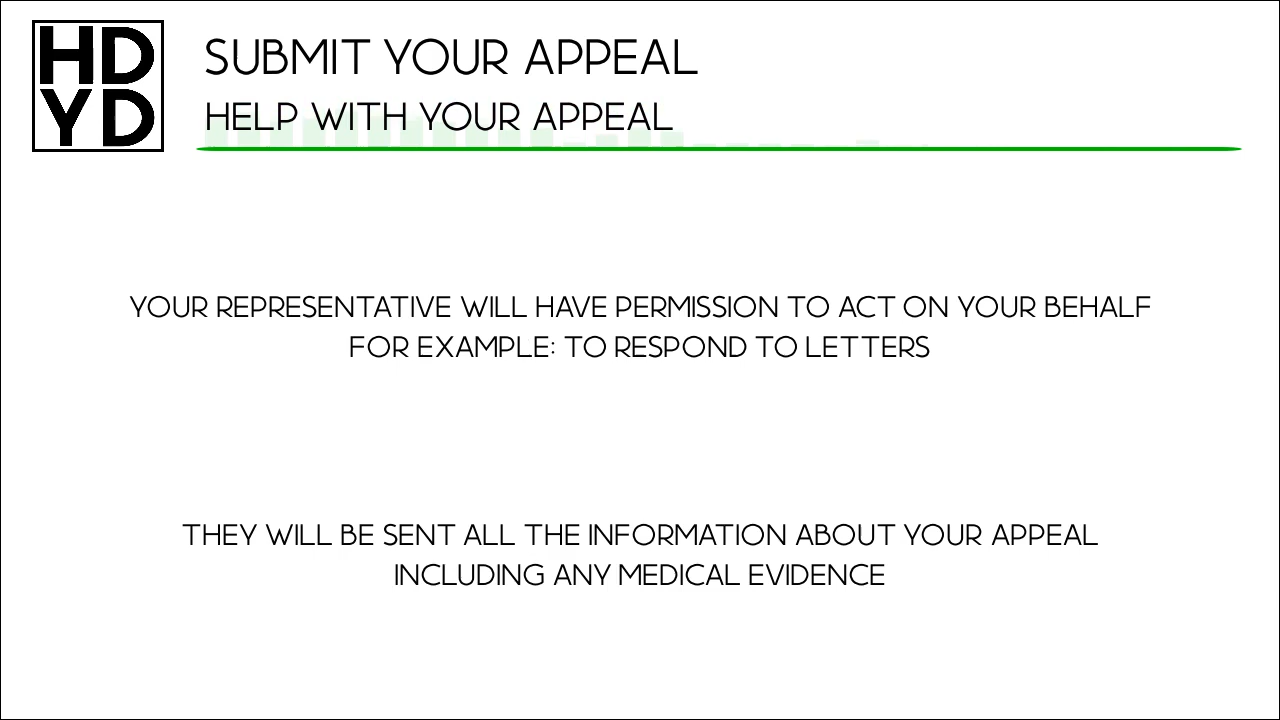 HD
YD
SUBMIT YOUR APPEAL
HELP WITH YOUR APPEAL
YOUR REPRESENTATIVE WILL HAVE PERMISSION TO ACT ON YOUR BEHALF
FOR EXAMPLE: TO RESPOND TO LETTERS
THEY WILL BE SENT ALL THE INFORMATION ABOUT YOUR APPEAL
INCLUDING ANY MEDICAL EVIDENCE